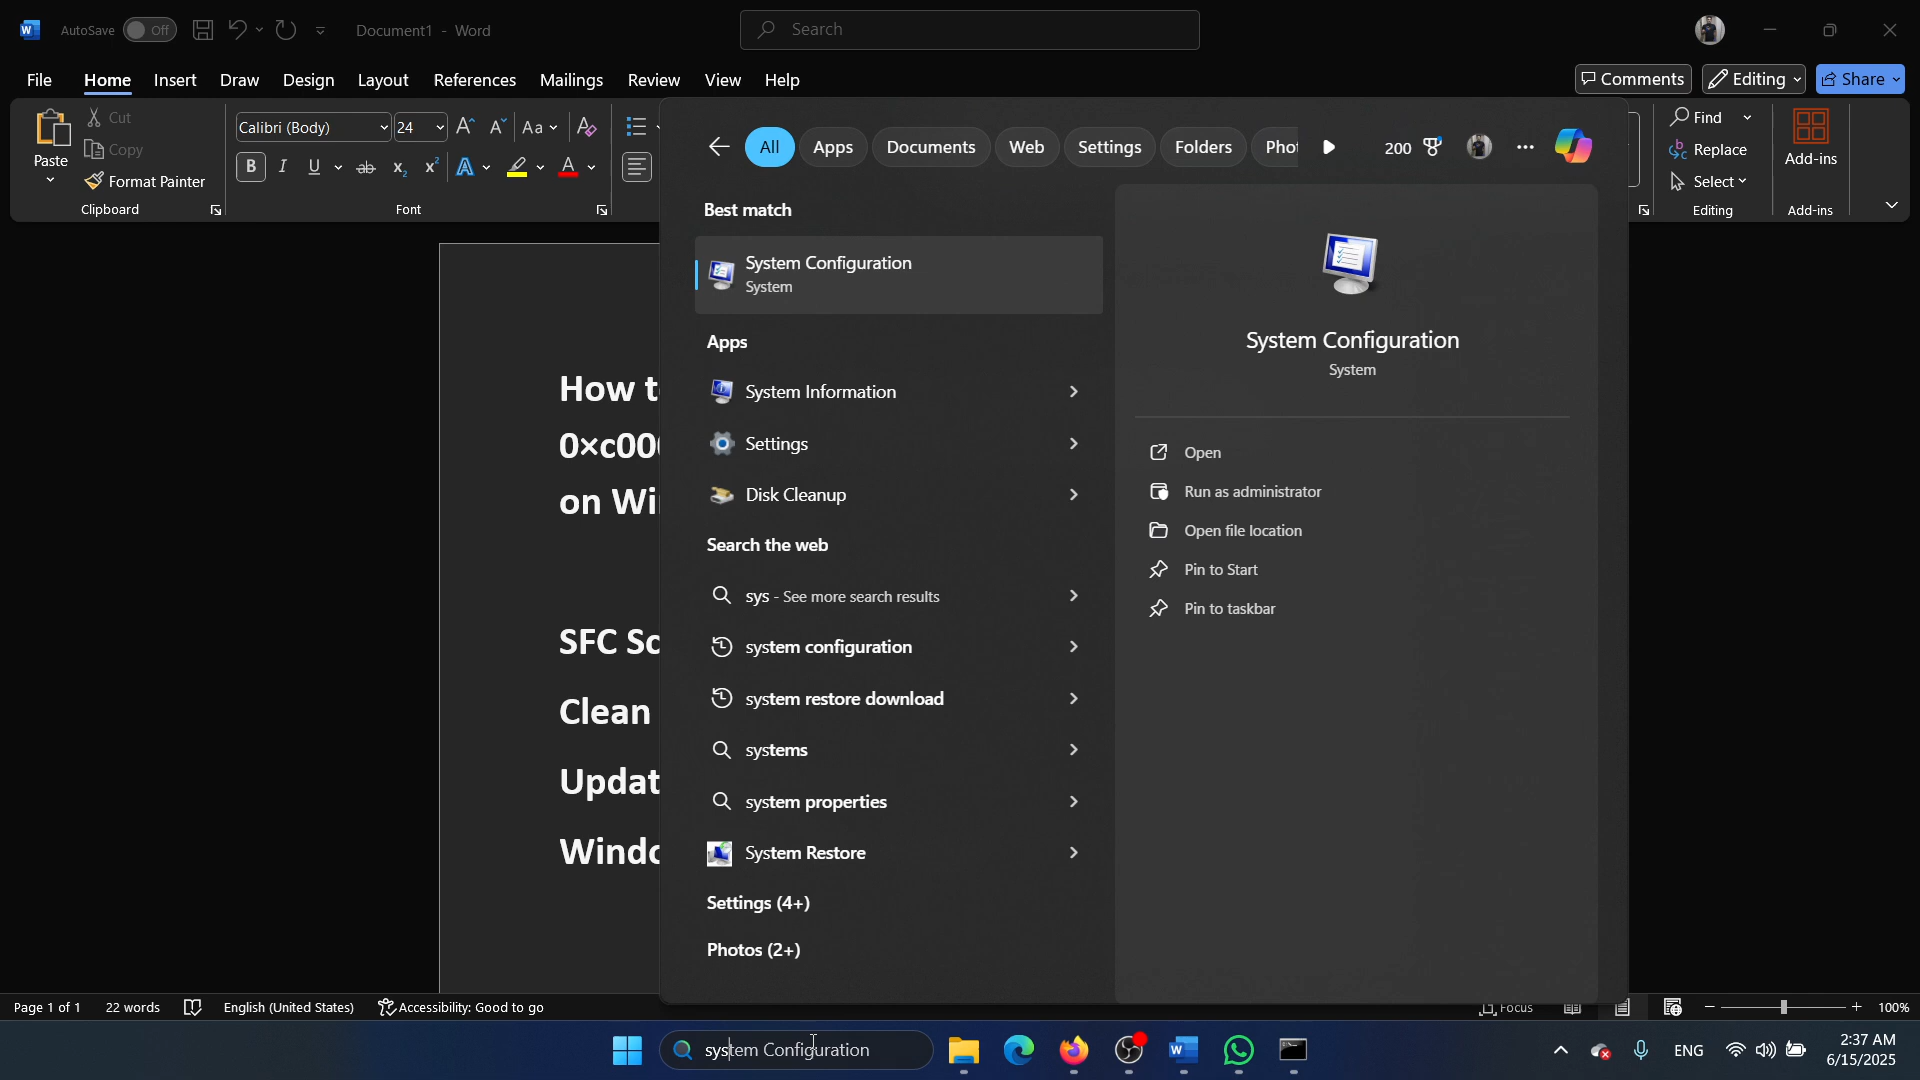 AutoSave Off Document1 - Word
Search
File Home Insert Draw Design Layout References Mailings Review View Help
Comments Editing Share
Paste
Cut
Copy
Format Painter
Clipboard
Calibri (Body) 24
Font
Find
Replace
Select
Editing
Add-ins
Add-ins
All Apps Documents Web Settings Folders 200
Best match
System Configuration
System
Apps
System Information
Settings
Disk Cleanup
Search the web
sys - See more search results
system configuration
system restore download
systems
system properties
System Restore
Settings (4+)
Photos (2+)
System Configuration
System
Open
Run as administrator
Open file location
Pin to Start
Pin to taskbar
How
0×c00
on
SFC
Clean
Page 1 of 1 22 words English (United States) Accessibility: Good to go
Focus 100%
system Configuration
ENG
2:37 AM
6/15/2025